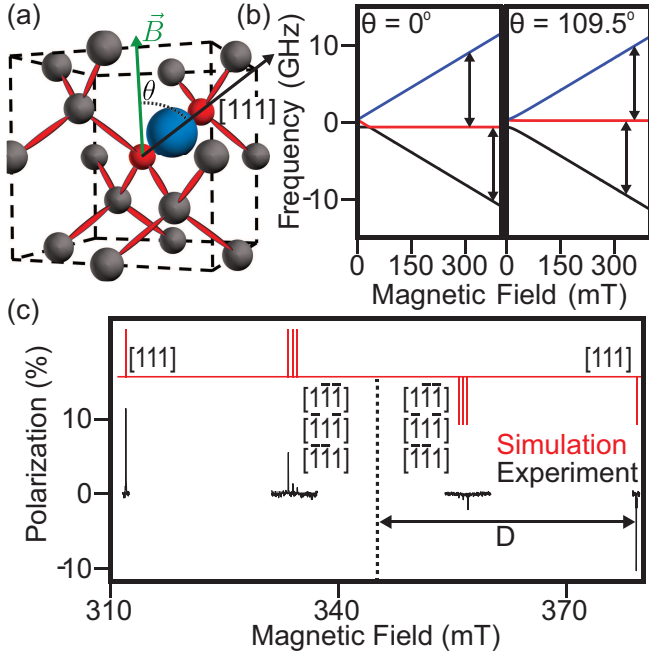 (a)
B⃗
θ
[111]
(b)
θ = 0°
θ = 109.5°
Frequency (GHz)
10
0
-10
0
150
300
0
150
300
Magnetic Field (mT)
(c)
Polarization (%)
10
0
-10
[111]
[11̅1̅]
[1̅11̅]
[1̅1̅1]
[11̅1̅]
[1̅11̅]
[1̅1̅1]
[111]
Simulation
Experiment
D
310
340
370
Magnetic Field (mT)